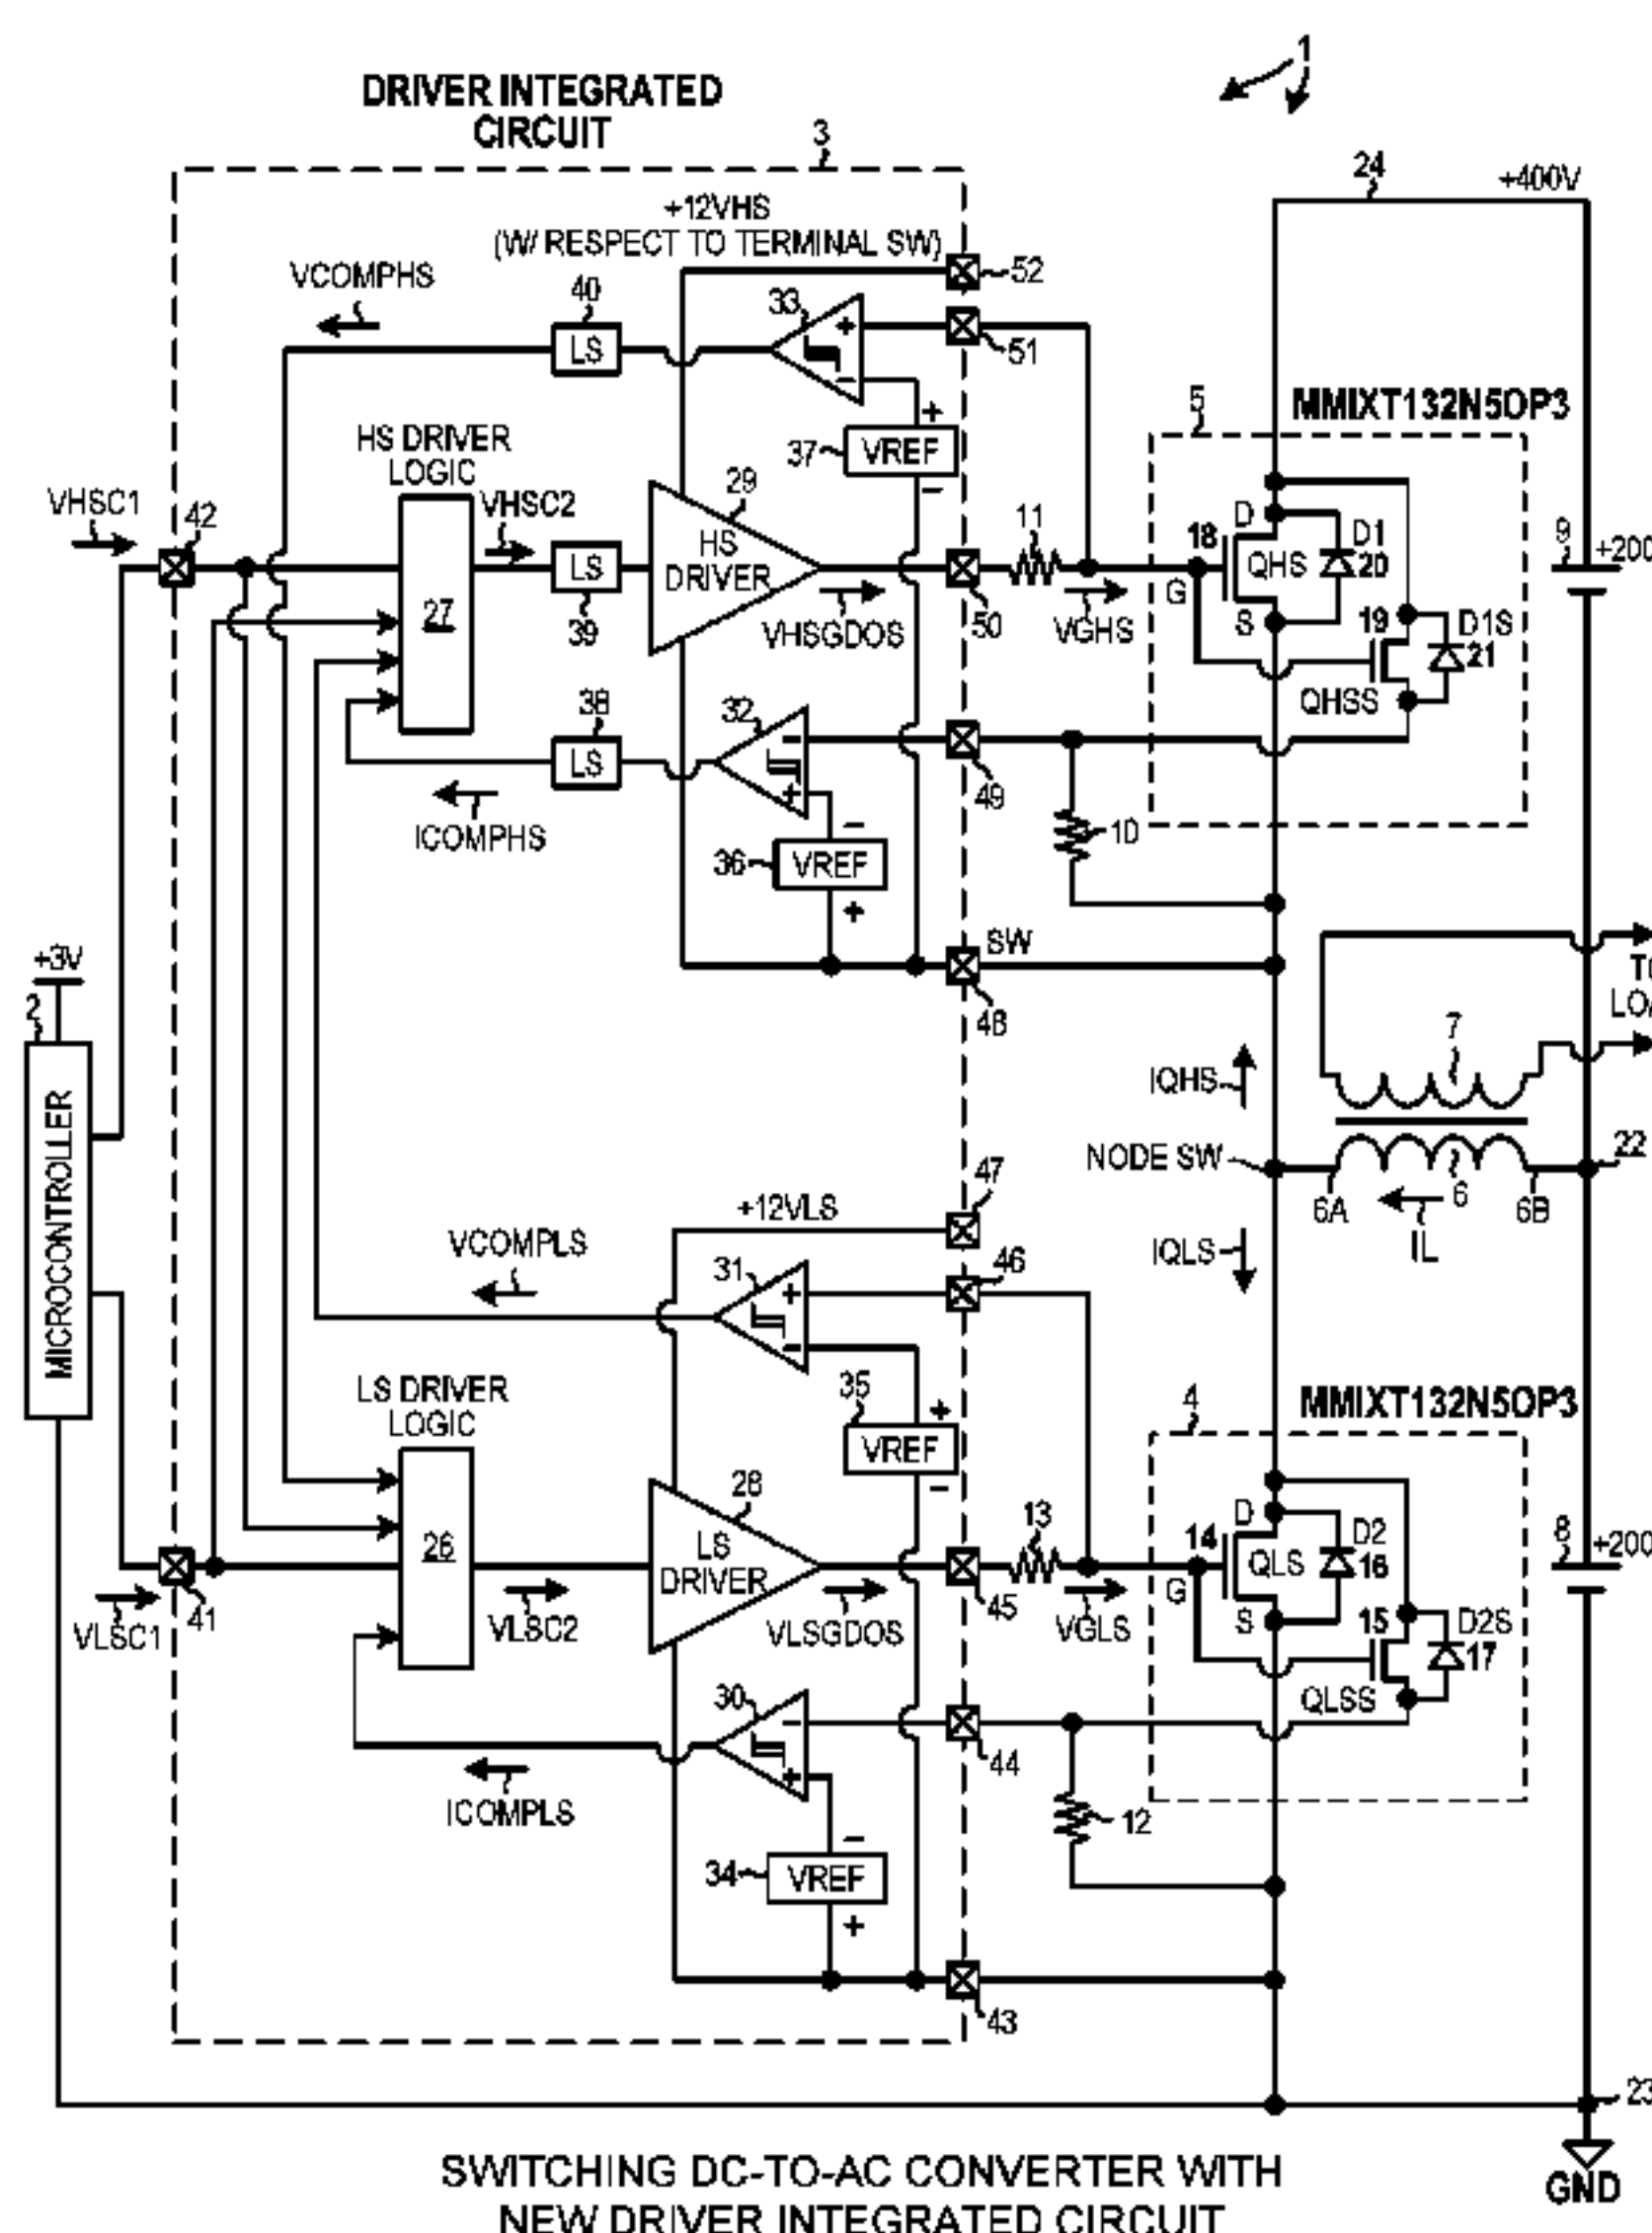 1
DRIVER INTEGRATED
CIRCUIT
3
24
+400V
+12VHS
(W/ RESPECT TO TERMINAL SW)
52
VCOMPHS
40
LS
33
+
−
51
+
37
VREF
−
5
MMIXT132N5OP3
HS DRIVER
LOGIC
VHSC1
42
VHSC2
29
11
18
D
D1
9
+200
27
LS
39
HS
DRIVER
VHSGDOS
50
VGHS
G
QHS
20
S
19
D1S
21
QHSS
38
LS
32
−
+
49
ICOMPHS
−
36
VREF
+
10
+3V
2
SW
48
TO
LOA
7
IQHS
MICROCONTROLLER
NODE SW
22
6A
6
6B
IL
47
+12VLS
IQLS
VCOMPLS
31
+
−
46
35
+
VREF
−
4
MMIXT132N5OP3
LS DRIVER
LOGIC
28
13
14
D
D2
8
+200
26
LS
DRIVER
G
QLS
16
VLSC1
41
VLSC2
VLSGDOS
45
VGLS
S
15
D2S
17
QLSS
30
−
+
44
ICOMPLS
−
34
VREF
+
12
43
23
GND
SWITCHING DC-TO-AC CONVERTER WITH
NEW DRIVER INTEGRATED CIRCUIT